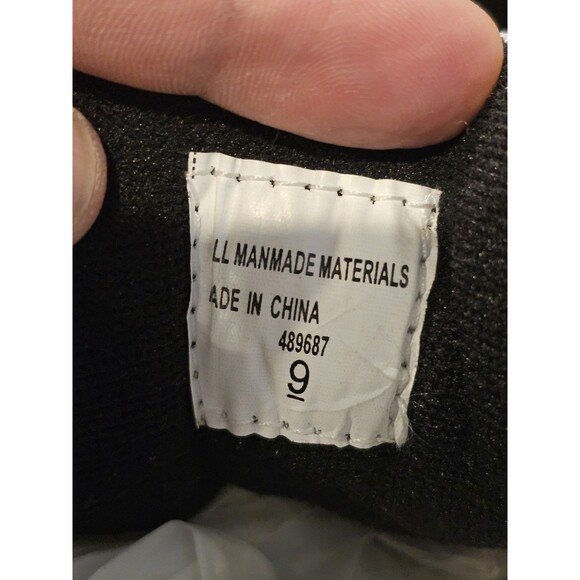 LL MANMADE MATERIALS
ADE IN CHINA
489687
9